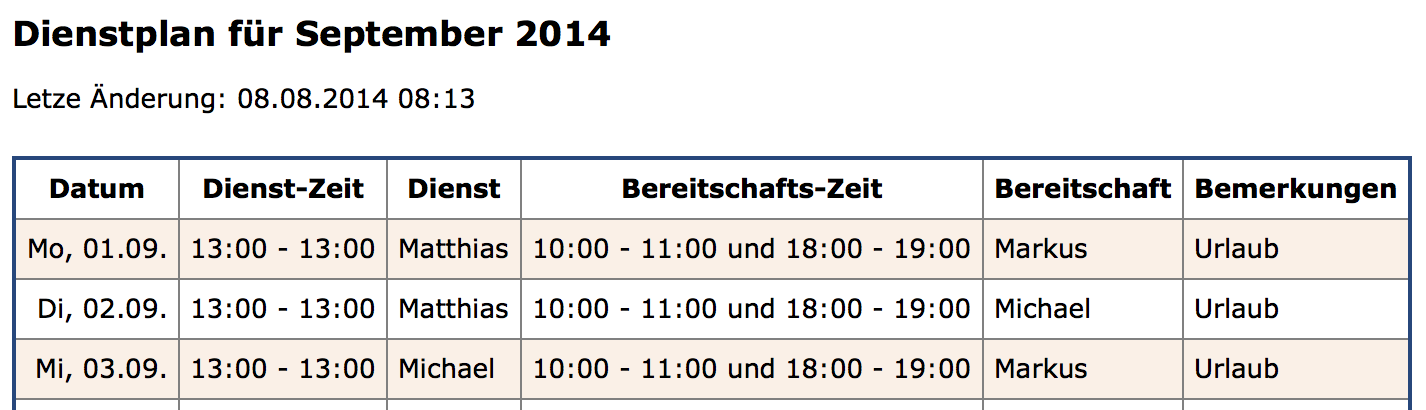 Dienstplan für September 2014
Letze Änderung: 08.08.2014 08:13
Datum Dienst-Zeit Dienst Bereitschafts-Zeit Bereitschaft Bemerkungen
Mo, 01.09. 13:00 - 13:00 Matthias 10:00 - 11:00 und 18:00 - 19:00 Markus Urlaub
Di, 02.09. 13:00 - 13:00 Matthias 10:00 - 11:00 und 18:00 - 19:00 Michael Urlaub
Mi, 03.09. 13:00 - 13:00 Michael 10:00 - 11:00 und 18:00 - 19:00 Markus Urlaub